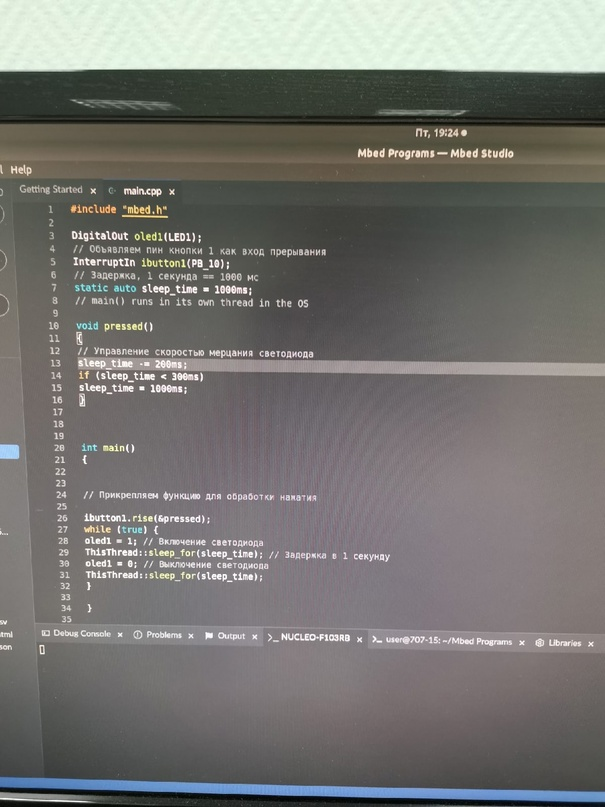 Пт, 19:24
Mbed Programs — Mbed Studio
Help
Getting Started × main.cpp ×
1 #include "mbed.h"
2
3 DigitalOut oled1(LED1);
4 // Объявляем пин кнопки 1 как вход прерывания
5 InterruptIn ibutton1(PB_10);
6 // Задержка, 1 секунда == 1000 мс
7 static auto sleep_time = 1000ms;
8 // main() runs in its own thread in the OS
9
10 void pressed()
11 {
12 // Управление скоростью мерцания светодиода
13 sleep_time -= 200ms;
14 if (sleep_time < 300ms)
15 sleep_time = 1000ms;
16 }
17
18
19
20 int main()
21 {
22
23
24 // Прикрепляем функцию для обработки нажатия
25
26 ibutton1.rise(&pressed);
27 while (true) {
28 oled1 = 1; // Включение светодиода
29 ThisThread::sleep_for(sleep_time); // Задержка в 1 секунду
30 oled1 = 0; // Выключение светодиода
31 ThisThread::sleep_for(sleep_time);
32 }
33
34 }
35
Debug Console × Problems × Output × >_ NUCLEO-F103RB × >_ user@707-15: ~/Mbed Programs × Libraries ×